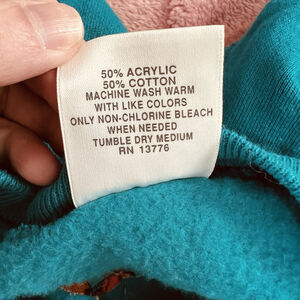 50% ACRYLIC
50% COTTON
MACHINE WASH WARM
WITH LIKE COLORS
ONLY NON-CHLORINE BLEACH
WHEN NEEDED
TUMBLE DRY MEDIUM
RN 13776